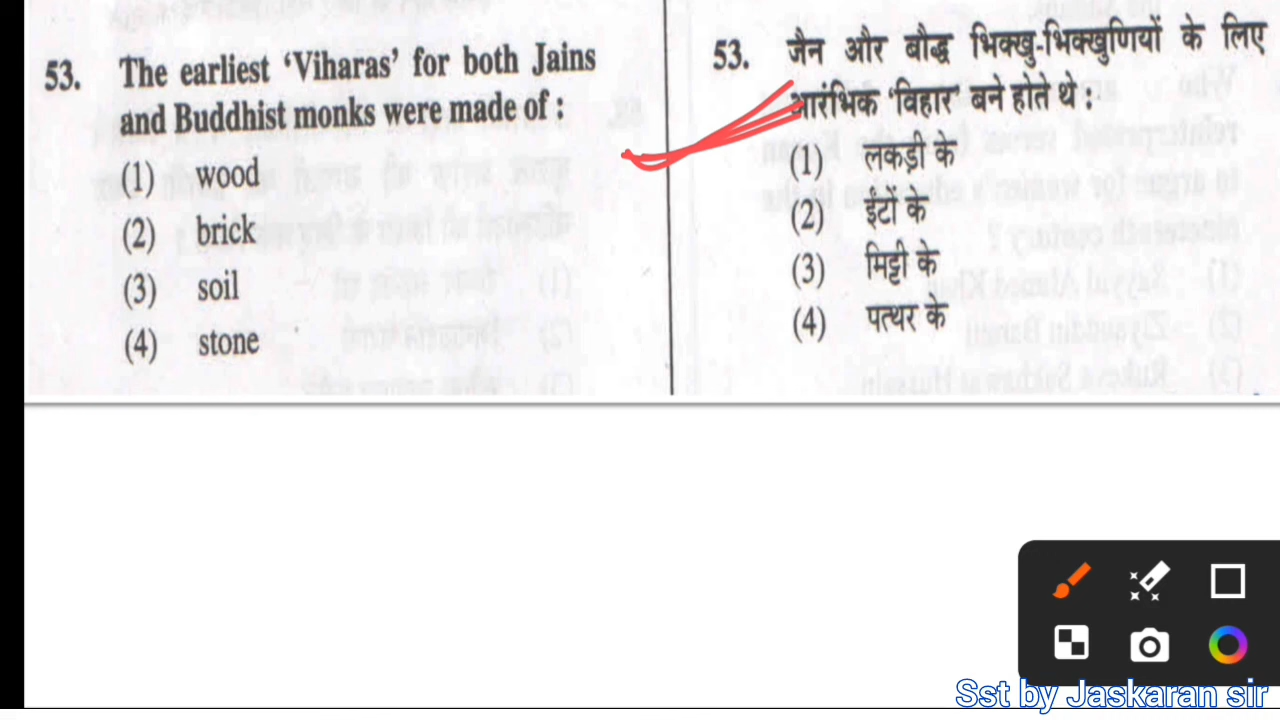 53. The earliest ‘Viharas’ for both Jains
and Buddhist monks were made of :
(1) wood
(2) brick
(3) soil
(4) stone
53. जैन और बौद्ध भिक्खु-भिक्खुणियों के लिए
आरंभिक ‘विहार’ बने होते थे :
(1) लकड़ी के
(2) ईंटों के
(3) मिट्टी के
(4) पत्थर के
Sst by Jaskaran sir